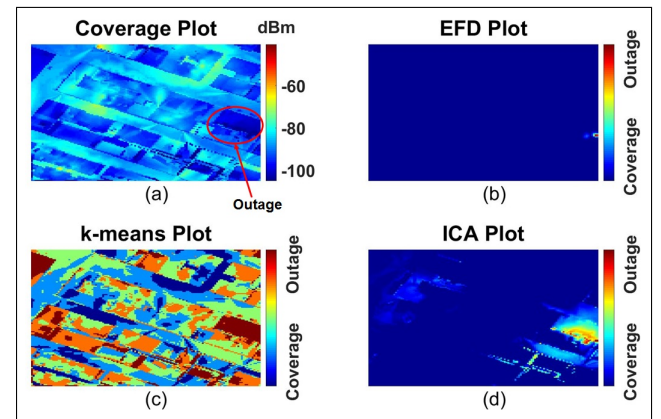 Coverage Plot
dBm
-60
-80
-100
(a)
Outage
EFD Plot
Outage
Coverage
(b)
k-means Plot
Outage
Coverage
(c)
ICA Plot
Outage
Coverage
(d)